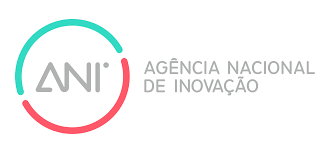 ANI
AGÊNCIA NACIONAL
DE INOVAÇÃO